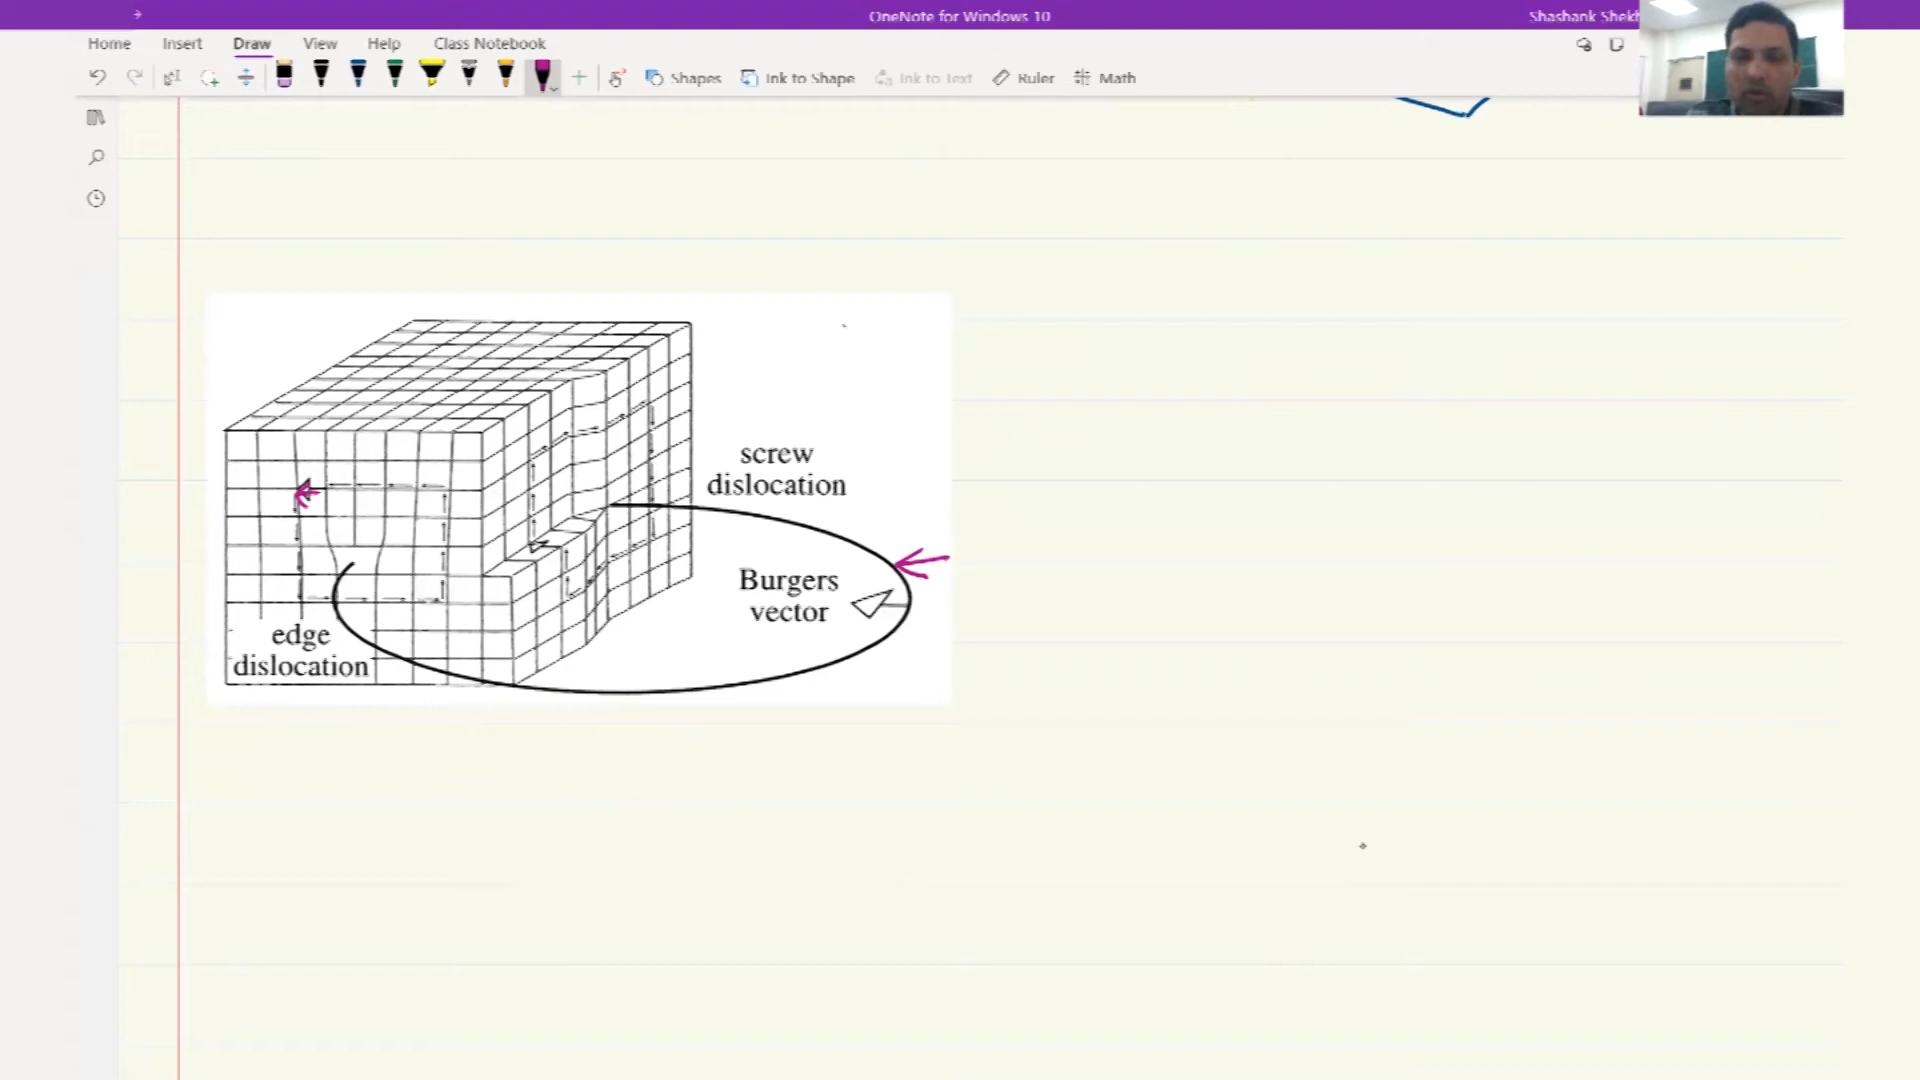 OneNote for Windows 10
Shashank Shekh
Home Insert Draw View Help Class Notebook
Shapes Ink to Shape Ink to Text Ruler Math
screw
dislocation
Burgers
vector
edge
dislocation